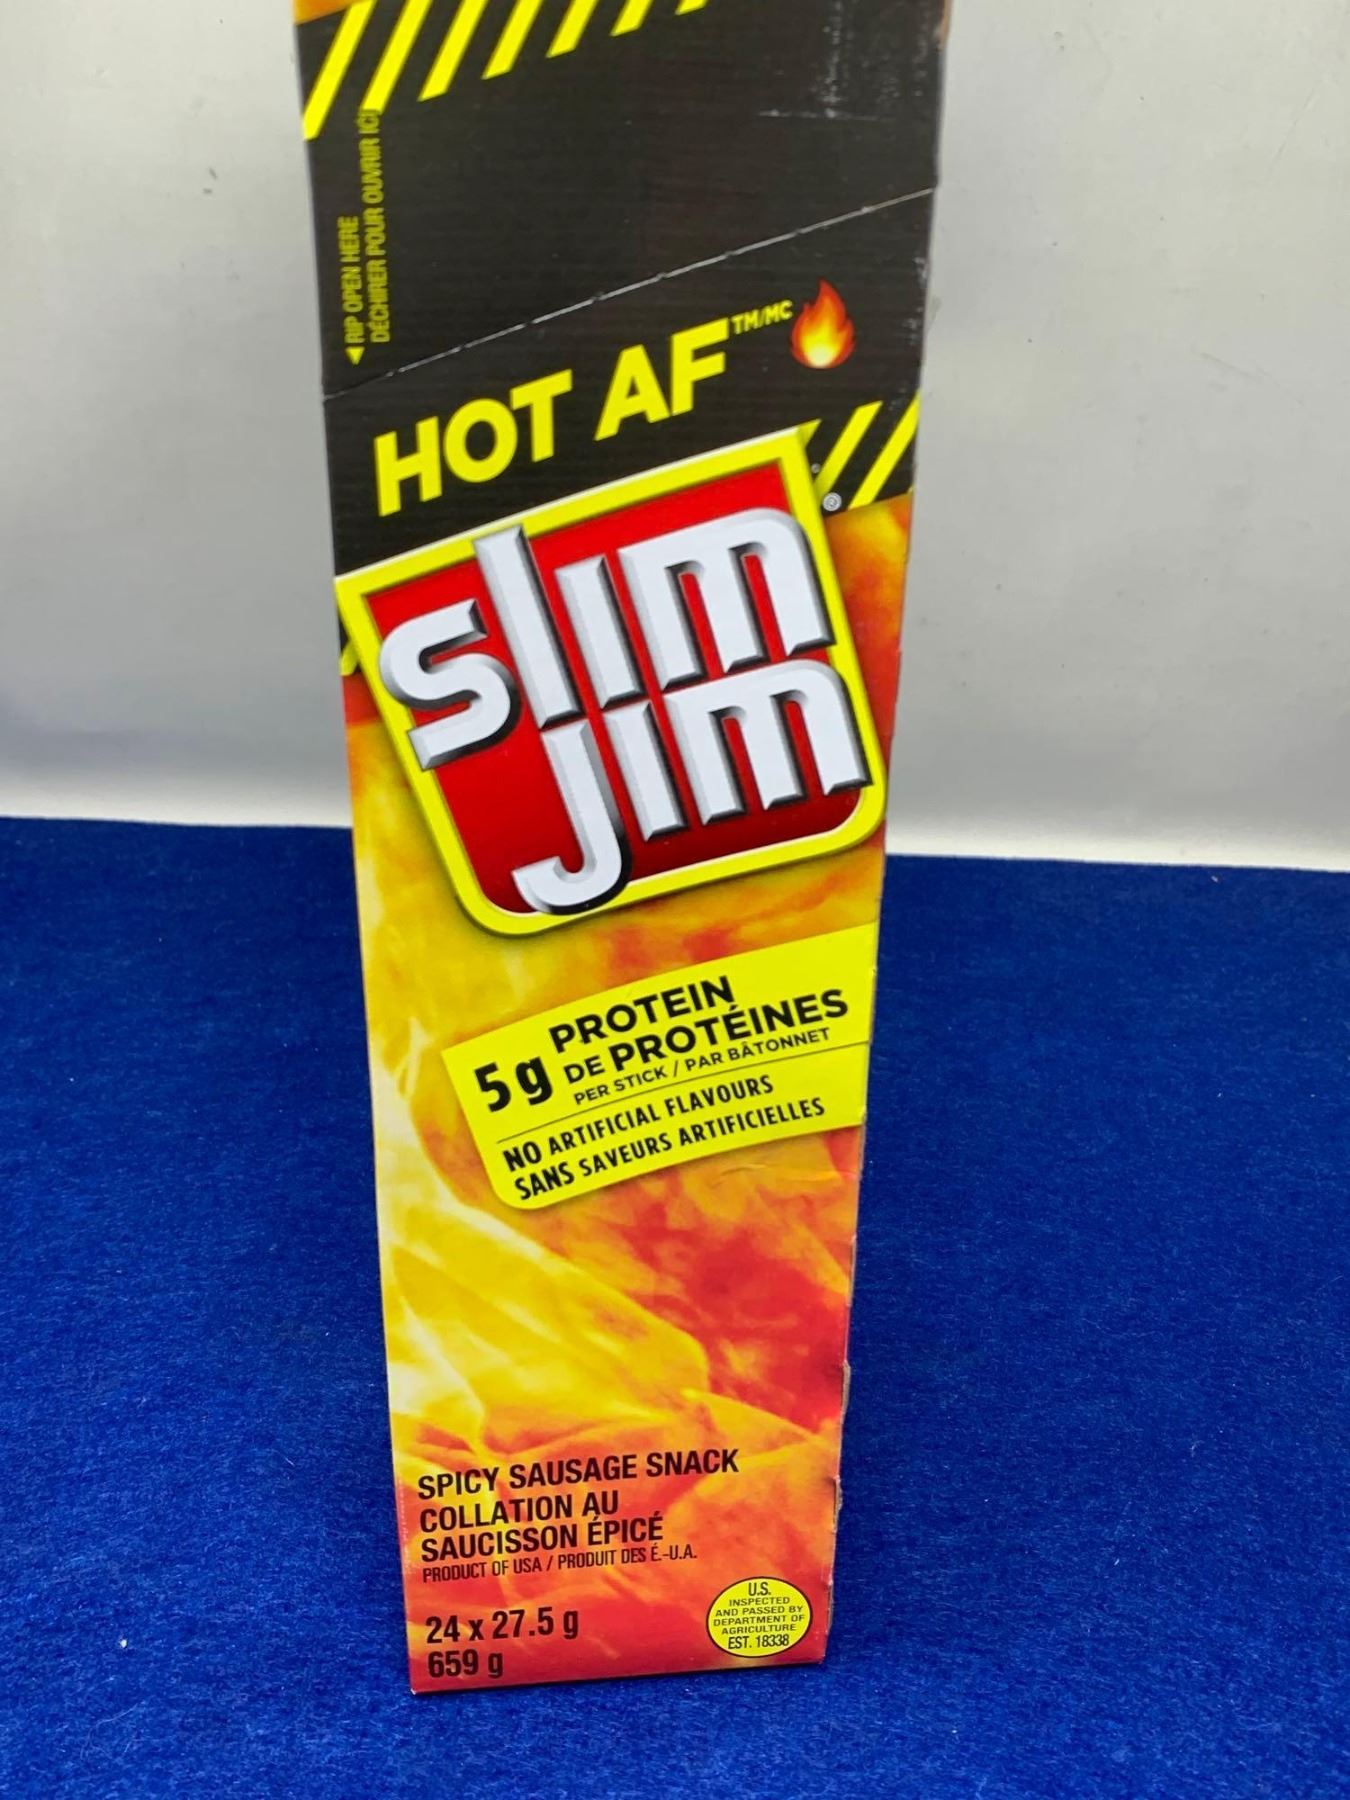 ◀ RIP OPEN HERE
DÉCHIRER POUR OUVRIR ICI
HOT AF TM/MC
slim
jim
®
5g PROTEIN
DE PROTÉINES
PER STICK / PAR BÂTONNET
NO ARTIFICIAL FLAVOURS
SANS SAVEURS ARTIFICIELLES
SPICY SAUSAGE SNACK
COLLATION AU
SAUCISSON ÉPICÉ
PRODUCT OF USA / PRODUIT DES É.-U.A.
24 x 27.5 g
659 g
U.S.
INSPECTED
AND PASSED BY
DEPARTMENT OF
AGRICULTURE
EST. 18338